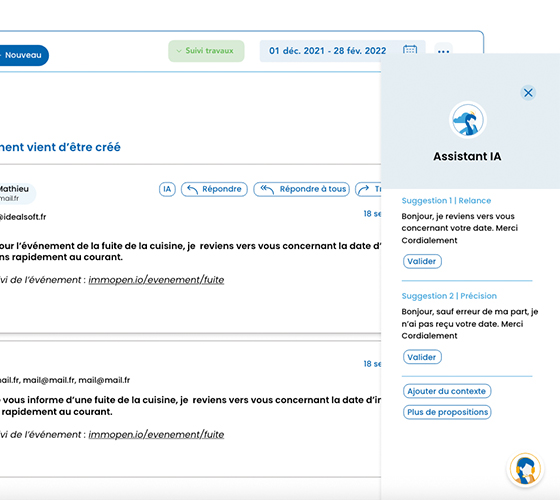 Nouveau
Suivi travaux
01 déc. 2021 - 28 fév. 2022
Assistant IA
ment vient d'être créé
Mathieu
mail.fr
IA
Répondre
Répondre à tous
@idealsoft.fr
18 se
our l'événement de la fuite de la cuisine, je reviens vers vous concernant la date d'
ns rapidement au courant.
vi de l'événement : immopen.io/evenement/fuite
18 se
ail.fr, mail@mail.fr, mail@mail.fr
vous informe d'une fuite de la cuisine, je reviens vers vous concernant la date d'i
rapidement au courant.
vi de l'événement : immopen.io/evenement/fuite
Suggestion 1 | Relance
Bonjour, je reviens vers vous
concernant votre date. Merci
Cordialement
Valider
Suggestion 2 | Précision
Bonjour, sauf erreur de ma part, je
n'ai pas reçu votre date. Merci
Cordialement
Valider
Ajouter du contexte
Plus de propositions